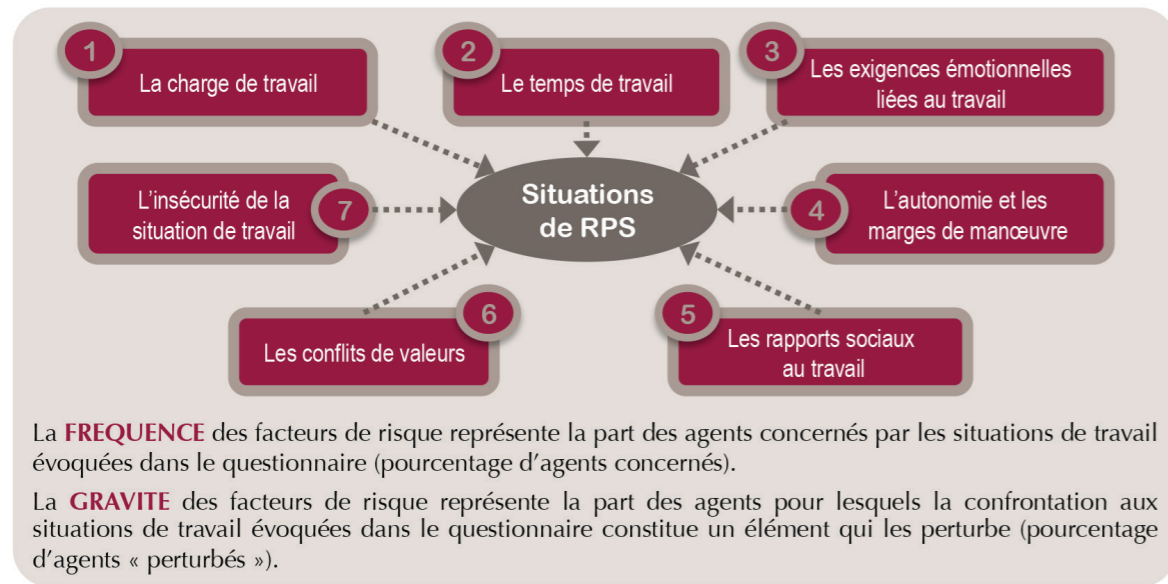 1
La charge de travail
2
Le temps de travail
3
Les exigences émotionnelles
liées au travail
L’insécurité de la
situation de travail
7
Situations
de RPS
4
L’autonomie et les
marges de manœuvre
Les conflits de valeurs
6
5
Les rapports sociaux
au travail
La FREQUENCE des facteurs de risque représente la part des agents concernés par les situations de travail
évoquées dans le questionnaire (pourcentage d’agents concernés).
La GRAVITE des facteurs de risque représente la part des agents pour lesquels la confrontation aux
situations de travail évoquées dans le questionnaire constitue un élément qui les perturbe (pourcentage
d’agents « perturbés »).